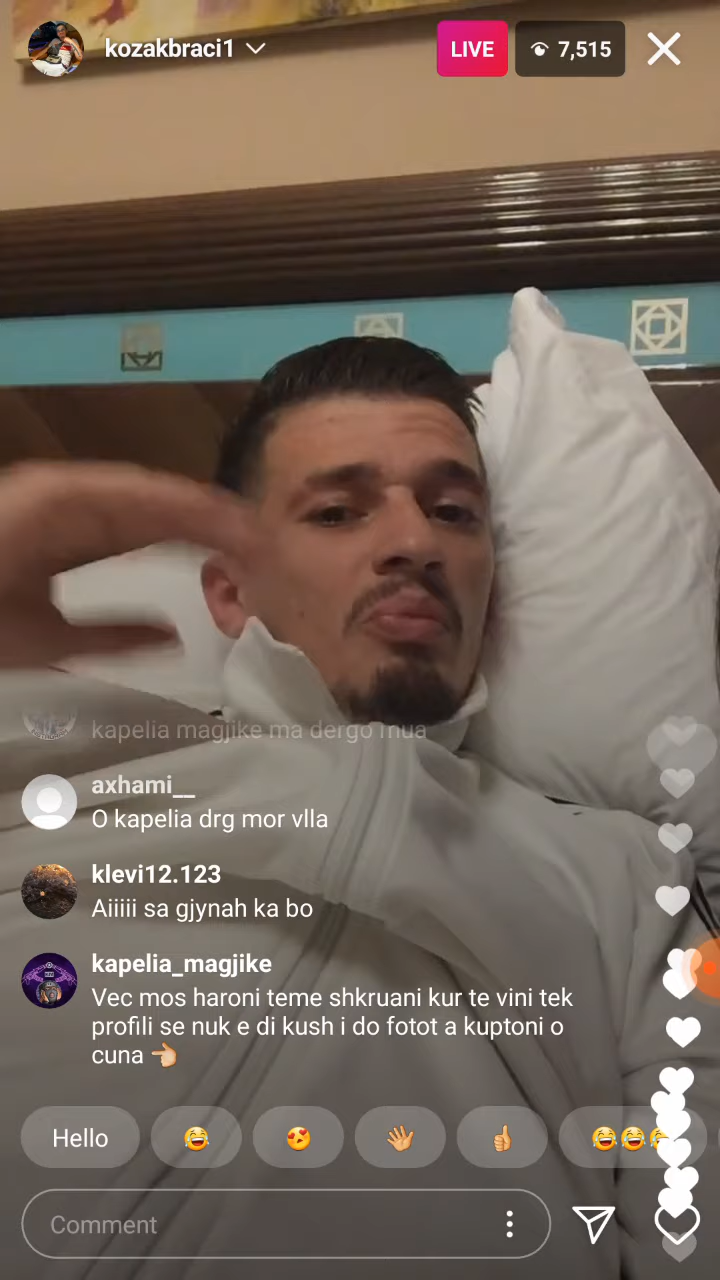 kozakbraci1
LIVE
7,515
kapelia magjike ma dergo mua
axhami__
O kapelia drg mor vlla
klevi12.123
Aiiiii sa gjynah ka bo
kapelia_magjike
Vec mos haroni teme shkruani kur te vini tek
profili se nuk e di kush i do fotot a kuptoni o
cuna 👈🏼
Hello
😂
😍
👋🏼
👍🏼
😂😂
Comment